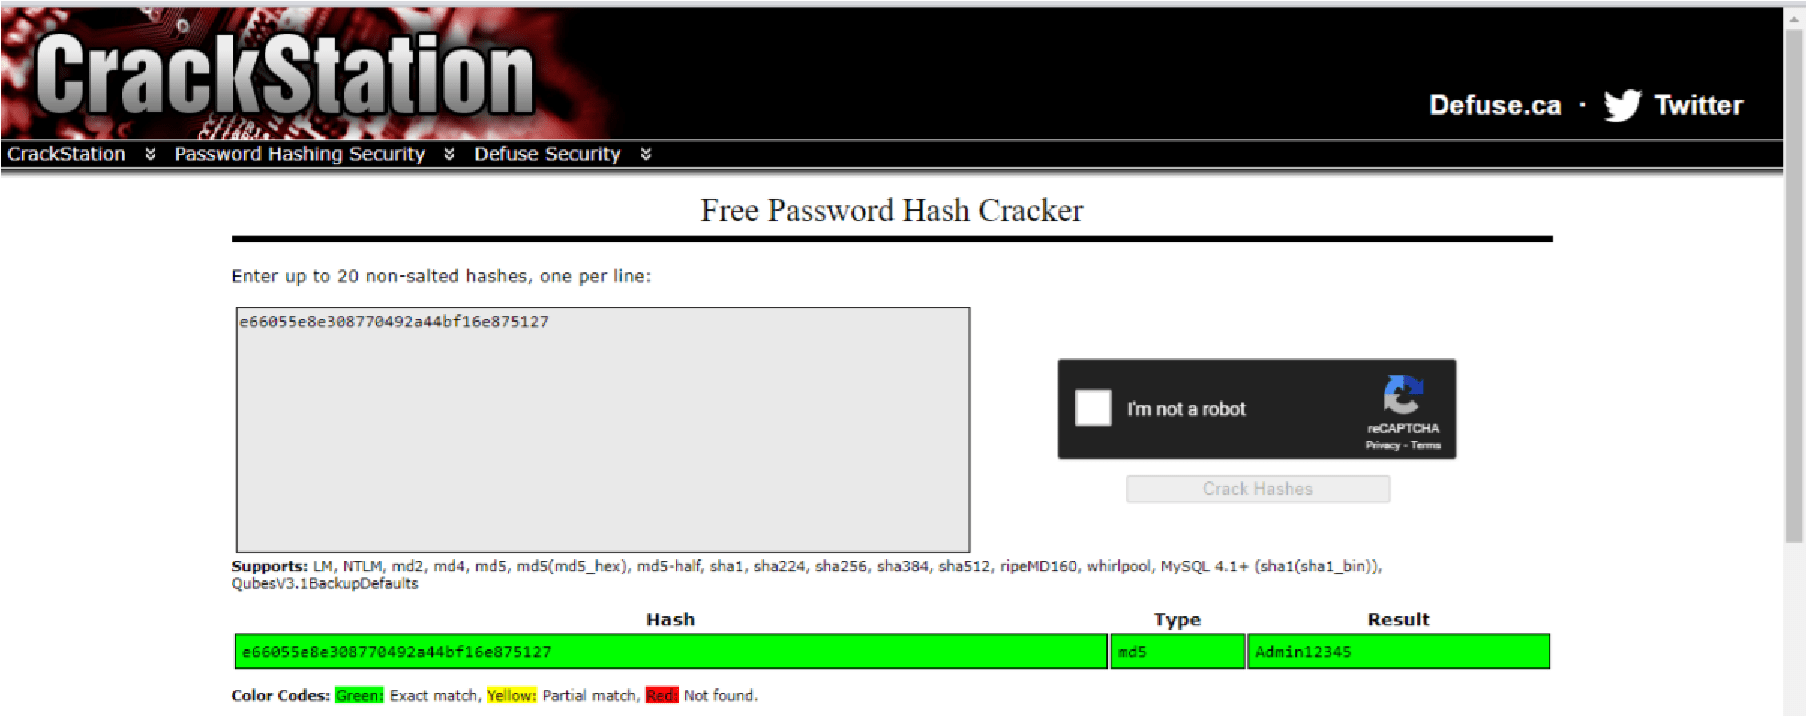 CrackStation
Defuse.ca · Twitter
CrackStation Password Hashing Security Defuse Security
Free Password Hash Cracker
Enter up to 20 non-salted hashes, one per line:
e66055e8e308770492a44bf16e875127
I'm not a robot
reCAPTCHA
Privacy - Terms
Crack Hashes
Supports: LM, NTLM, md2, md4, md5, md5(md5_hex), md5-half, sha1, sha224, sha256, sha384, sha512, ripeMD160, whirlpool, MySQL 4.1+ (sha1(sha1_bin)),
QubesV3.1BackupDefaults
Hash Type Result
e66055e8e308770492a44bf16e875127 md5 Admin12345
Color Codes: Green: Exact match, Yellow: Partial match, Red: Not found.